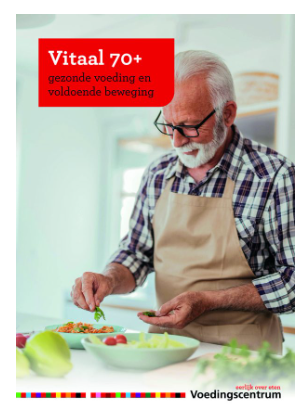 Vitaal 70+
gezonde voeding en
voldoende beweging
eerlijk over eten
Voedingscentrum